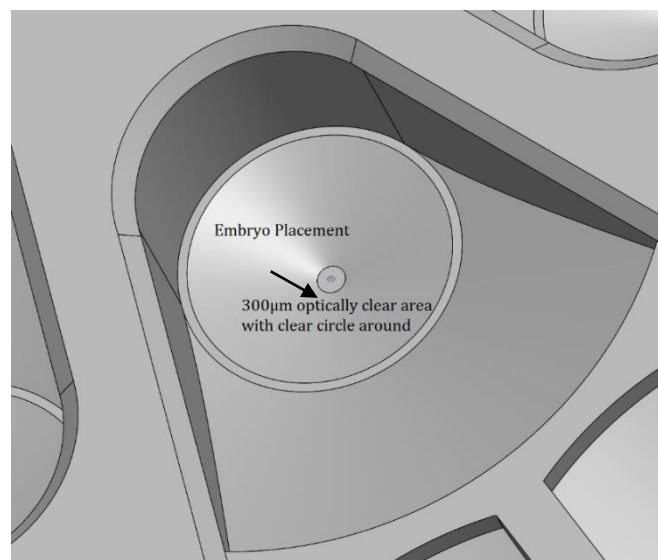 Embryo Placement
300μm optically clear area
with clear circle around